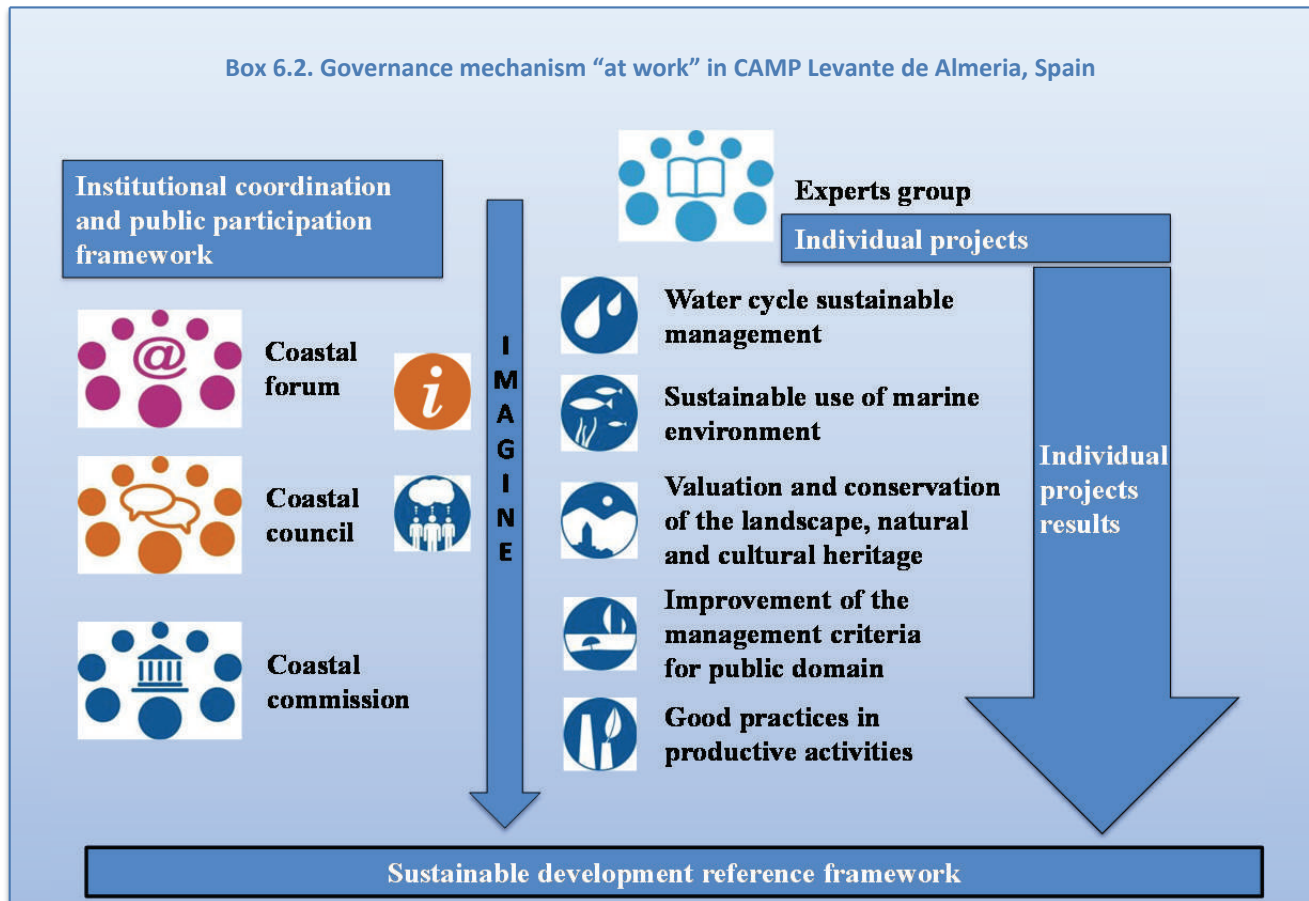 Box 6.2. Governance mechanism “at work” in CAMP Levante de Almeria, Spain
Institutional coordination
and public participation
framework
@
Coastal
forum
i
Coastal
council
Coastal
commission
I
M
A
G
I
N
E
Experts group
Individual projects
Water cycle sustainable
management
Sustainable use of marine
environment
Valuation and conservation
of the landscape, natural
and cultural heritage
Improvement of the
management criteria
for public domain
Good practices in
productive activities
Individual
projects
results
Sustainable development reference framework